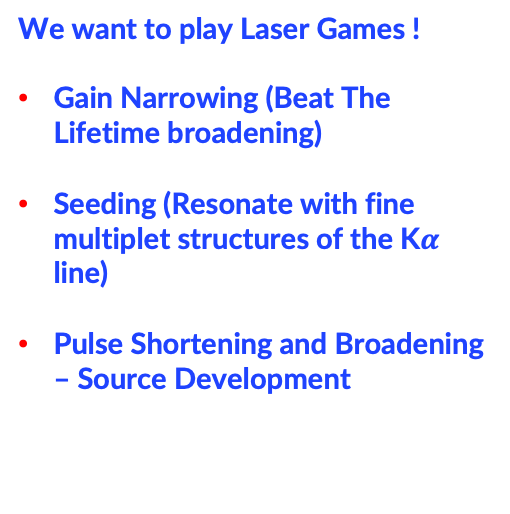 We want to play Laser Games !
• Gain Narrowing (Beat The
Lifetime broadening)
• Seeding (Resonate with fine
multiplet structures of the K𝜶
line)
• Pulse Shortening and Broadening
– Source Development